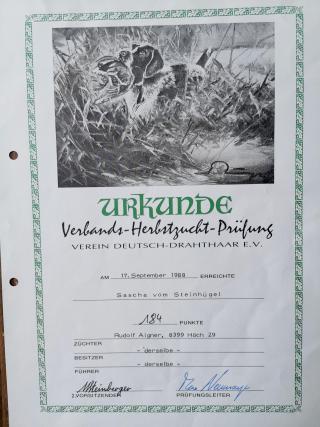 URKUNDE
Verbands-Herbstzucht-Prüfung
VEREIN DEUTSCH-DRAHTHAAR E.V.
AM 17. September 1988 ERREICHTE
Sascha vom Steinhügel
184 PUNKTE
Rudolf Aigner, 8399 Höch 29
ZÜCHTER
- derselbe -
BESITZER
- derselbe -
FÜHRER
2.VORSITZENDER PRÜFUNGSLEITER